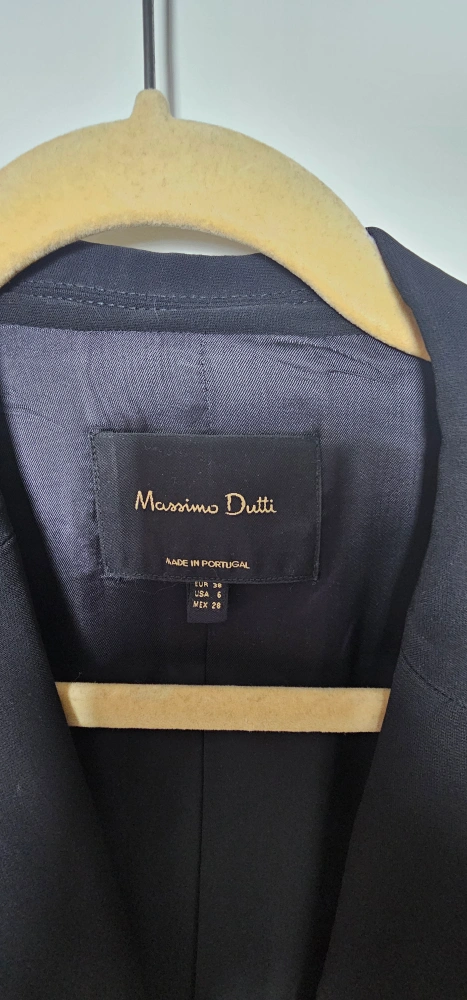 Massimo Dutti
MADE IN PORTUGAL
EUR 38
USA 6
MEX 28